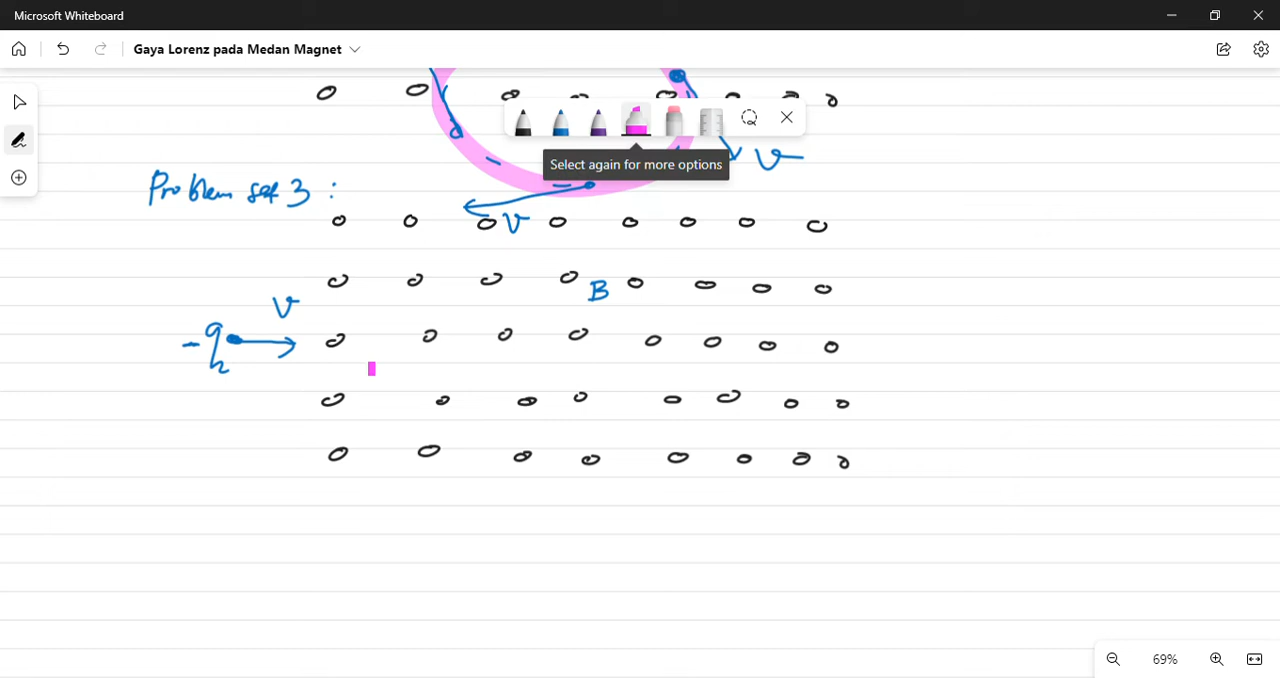 Microsoft Whiteboard
Gaya Lorenz pada Medan Magnet
v
Select again for more options
Problem set 3 :
v
B
v
-q
69%